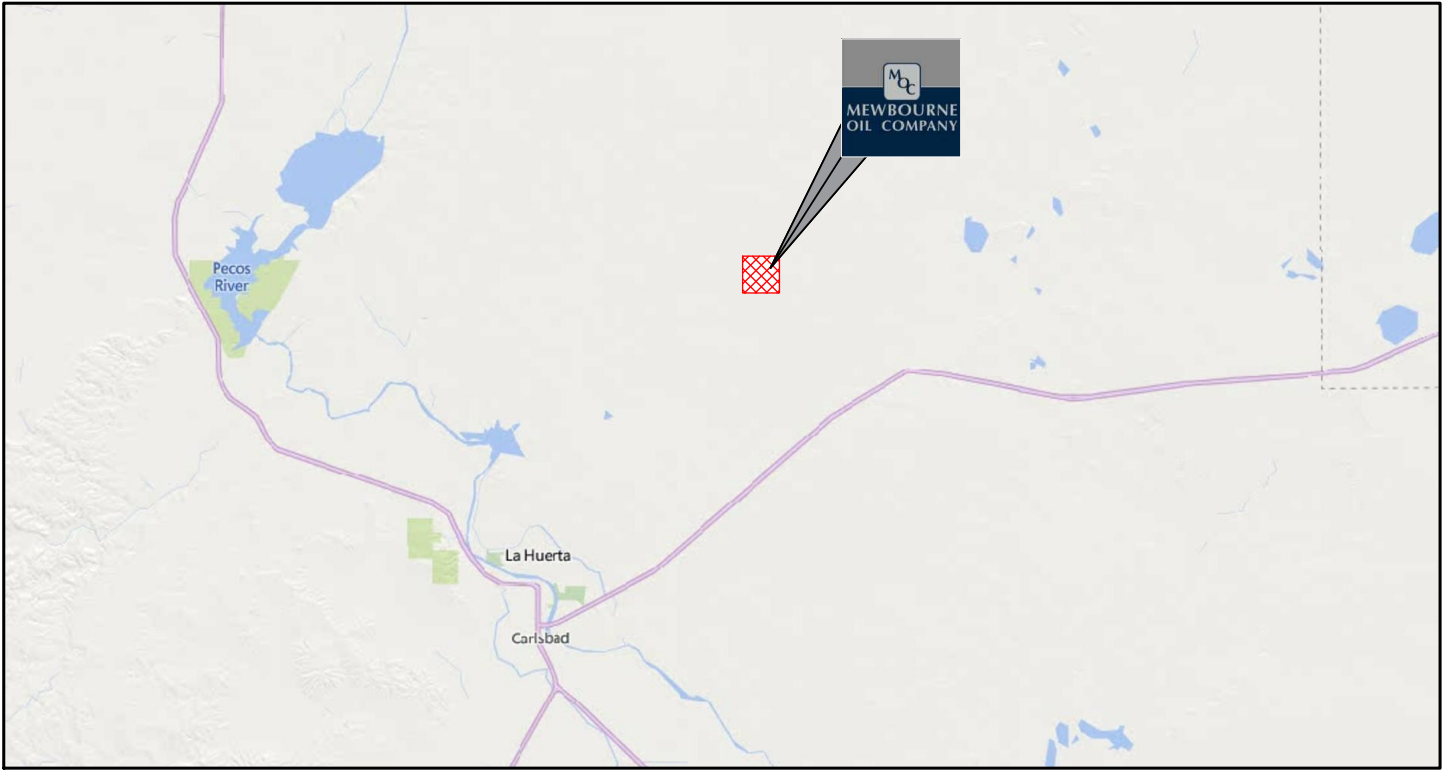 MOC
MEWBOURNE
OIL COMPANY
Pecos
River
La Huerta
Carlsbad